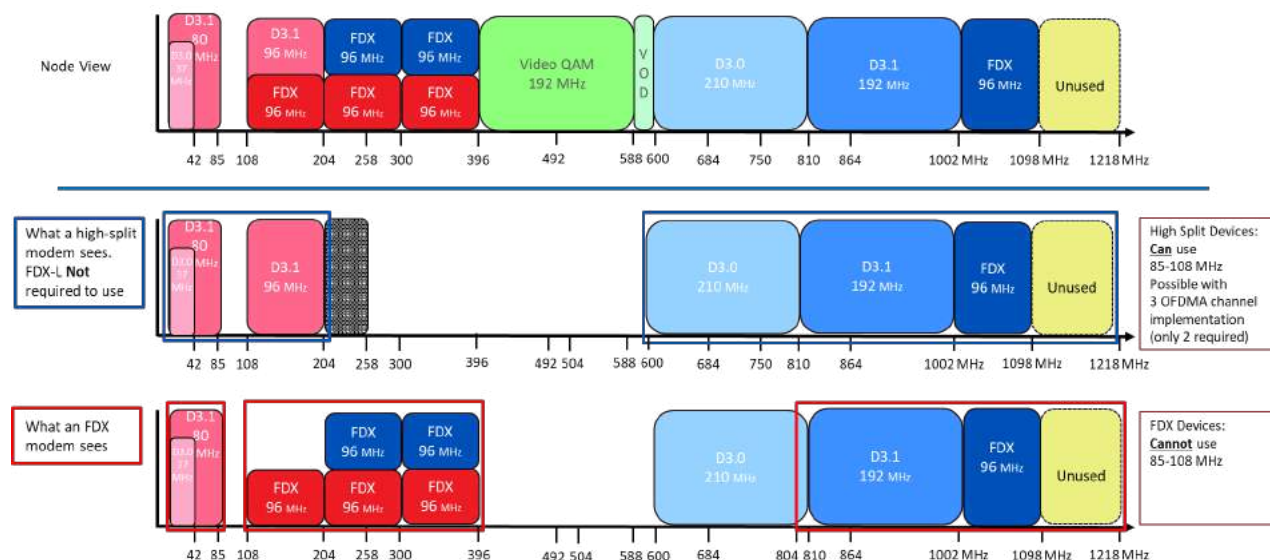 Node View
D3.1
80
MHz
D3.0
37
MHz
D3.1
96 MHz
FDX
96 MHz
FDX
96 MHz
FDX
96 MHz
FDX
96 MHz
FDX
96 MHz
Video QAM
192 MHz
V
O
D
D3.0
210 MHz
D3.1
192 MHz
FDX
96 MHz
Unused
42 85 108 204 258 300 396 492 588 600 684 750 810 864 1002 MHz 1098 MHz 1218 MHz
What a high-split
modem sees.
FDX-L Not
required to use
D3.1
80
MHz
D3.0
37
MHz
D3.1
96 MHz
D3.0
210 MHz
D3.1
192 MHz
FDX
96 MHz
Unused
42 85 108 204 258 300 396 492 504 588 600 684 750 810 864 1002 MHz 1098 MHz 1218 MHz
High Split Devices:
Can use
85-108 MHz
Possible with
3 OFDMA channel
implementation
(only 2 required)
What an FDX
modem sees
D3.1
80
MHz
D3.0
37
MHz
FDX
96 MHz
FDX
96 MHz
FDX
96 MHz
FDX
96 MHz
FDX
96 MHz
D3.0
210 MHz
D3.1
192 MHz
FDX
96 MHz
Unused
42 85 108 204 258 300 396 492 504 588 600 684 804 810 864 1002 MHz 1098 MHz 1218 MHz
FDX Devices:
Cannot use
85-108 MHz